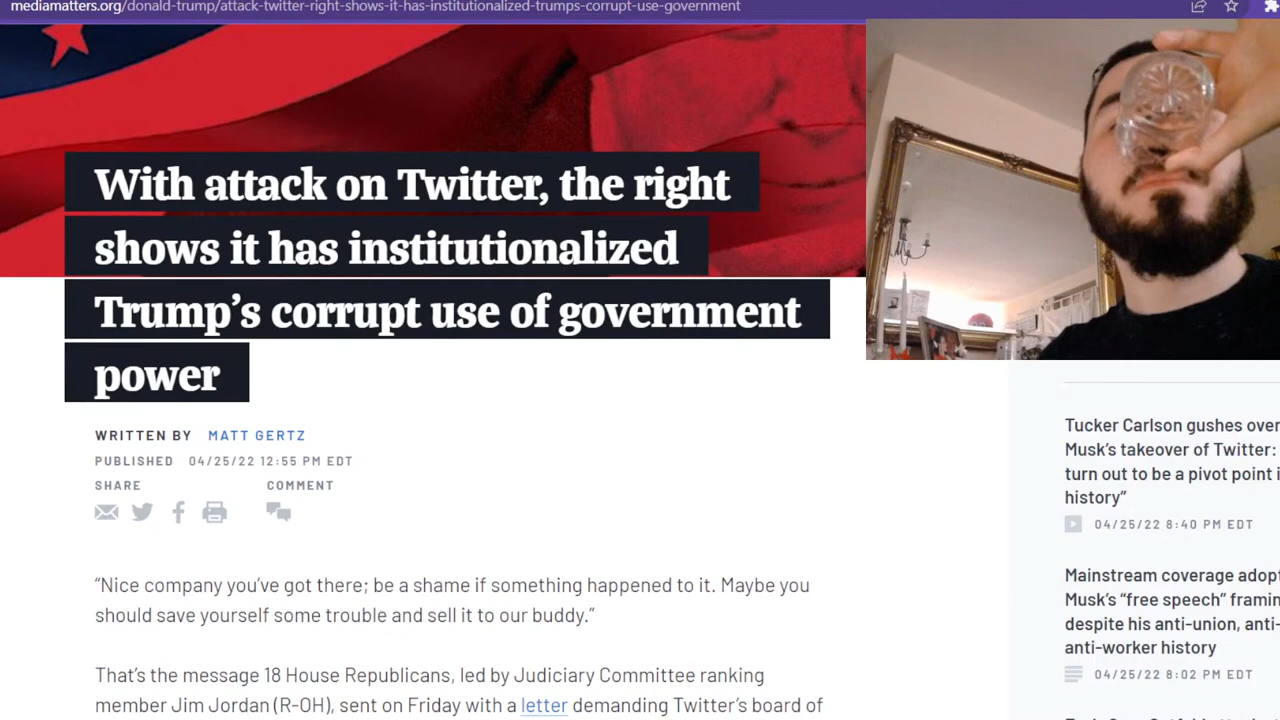 mediamatters.org/donald-trump/attack-twitter-right-shows-it-has-institutionalized-trumps-corrupt-use-government
With attack on Twitter, the right
shows it has institutionalized
Trump's corrupt use of government
power
WRITTEN BY MATT GERTZ
PUBLISHED 04/25/22 12:55 PM EDT
SHARE COMMENT
“Nice company you've got there; be a shame if something happened to it. Maybe you
should save yourself some trouble and sell it to our buddy.”
That's the message 18 House Republicans, led by Judiciary Committee ranking
member Jim Jordan (R-OH), sent on Friday with a letter demanding Twitter's board of
Tucker Carlson gushes over
Musk's takeover of Twitter:
turn out to be a pivot point i
history”
04/25/22 8:40 PM EDT
Mainstream coverage adopt
Musk's “free speech” framin
despite his anti-union, anti-
anti-worker history
04/25/22 8:02 PM EDT